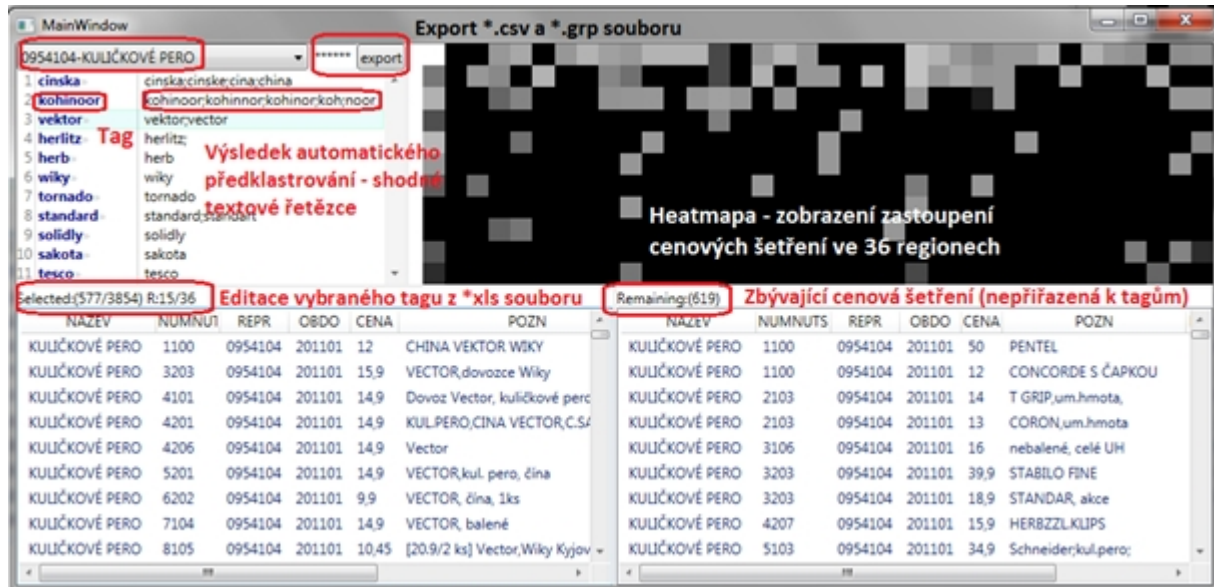 MainWindow
Export *.csv a *.grp souboru
0954104-KULIČKOVÉ PERO ****** export
1 cinska cinska;cinske;cina;china
2 kohinoor kohinoor;kohinnor;kohinor;koh;noor
3 vektor vektor;vector
4 herlitz herlitz;
5 herb herb
6 wiky wiky
7 tornado tornado
8 standard standard;standart
9 solidly solidly
10 sakota sakota
11 tesco tesco
Tag
Výsledek automatického
předklastrování - shodné
textové řetězce
Heatmapa - zobrazení zastoupení
cenových šetření ve 36 regionech
Selected:(577/3854) R:15/36 Editace vybraného tagu z *xls souboru
NÁZEV NUMNUT REPR OBDO CENA POZN
KULIČKOVÉ PERO 1100 0954104 201101 12 CHINA VEKTOR WIKY
KULIČKOVÉ PERO 3203 0954104 201101 15,9 VECTOR,dovozce Wiky
KULIČKOVÉ PERO 4101 0954104 201101 14,9 Dovoz Vector, kuličkové perc
KULIČKOVÉ PERO 4201 0954104 201101 14,9 KUL.PERO,CINA VECTOR,C.SA
KULIČKOVÉ PERO 4206 0954104 201101 14,9 Vector
KULIČKOVÉ PERO 5201 0954104 201101 14,9 VECTOR,kul. pero, čína
KULIČKOVÉ PERO 6202 0954104 201101 9,9 VECTOR, čína, 1ks
KULIČKOVÉ PERO 7104 0954104 201101 14,9 VECTOR, balené
KULIČKOVÉ PERO 8105 0954104 201101 10,45 [20.9/2 ks] Vector,Wiky Kyjov
Remaining:(619) Zbývající cenová šetření (nepřiřazená k tagům)
NÁZEV NUMNUTS REPR OBDO CENA POZN
KULIČKOVÉ PERO 1100 0954104 201101 50 PENTEL
KULIČKOVÉ PERO 1100 0954104 201101 12 CONCORDE S ČAPKOU
KULIČKOVÉ PERO 2103 0954104 201101 14 T GRIP,um.hmota,
KULIČKOVÉ PERO 2103 0954104 201101 13 CORON,um.hmota
KULIČKOVÉ PERO 3106 0954104 201101 16 nebalené, celé UH
KULIČKOVÉ PERO 3203 0954104 201101 39,9 STABILO FINE
KULIČKOVÉ PERO 3203 0954104 201101 18,9 STANDAR, akce
KULIČKOVÉ PERO 4207 0954104 201101 15,9 HERBZZL.KLIPS
KULIČKOVÉ PERO 5103 0954104 201101 34,9 Schneider;kul.pero;